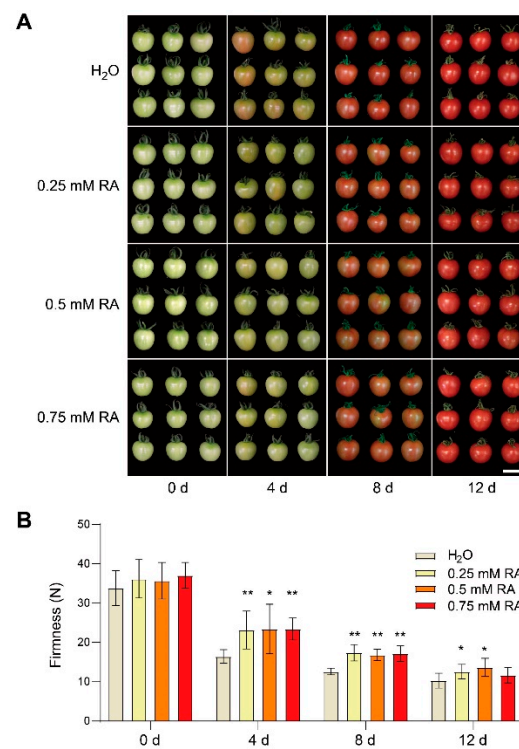 A
H₂O
0.25 mM RA
0.5 mM RA
0.75 mM RA
0 d 4 d 8 d 12 d
B
Firmness (N)
50
40
30
20
10
0
H₂O
0.25 mM RA
0.5 mM RA
0.75 mM RA
** * **
** ** **
* *
0 d 4 d 8 d 12 d